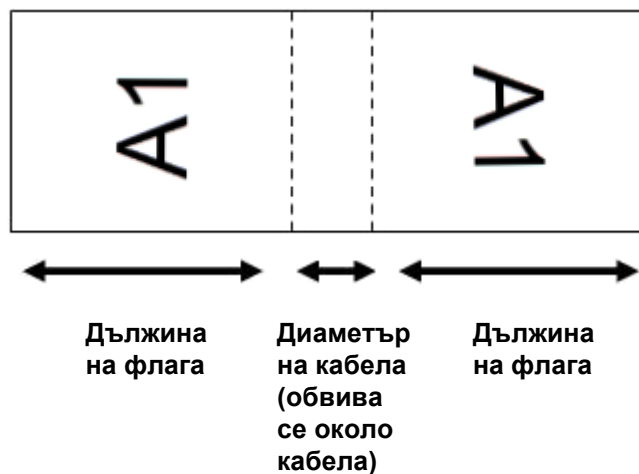 A1
A1
Дължина
на флага
Диаметър
на кабела
(обвива
се около
кабела)
Дължина
на флага